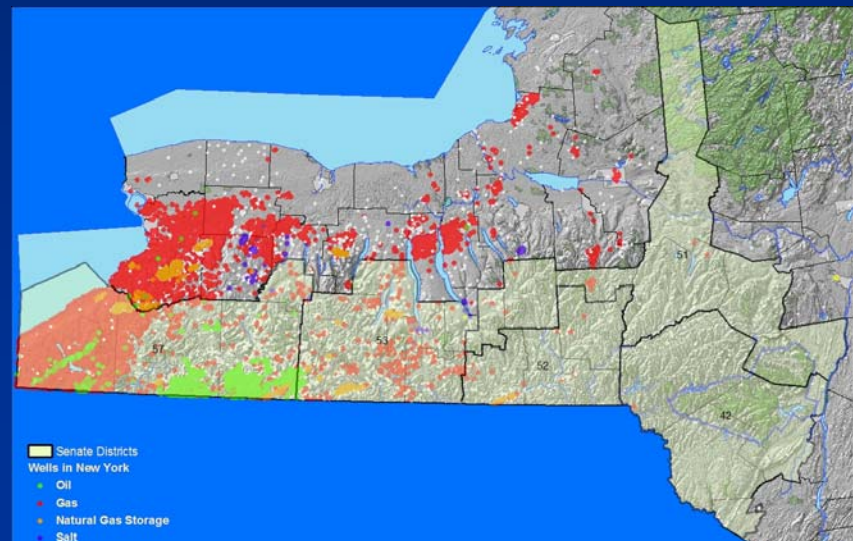 51
57
53
52
42
Senate Districts
Wells in New York
Oil
Gas
Natural Gas Storage
Salt